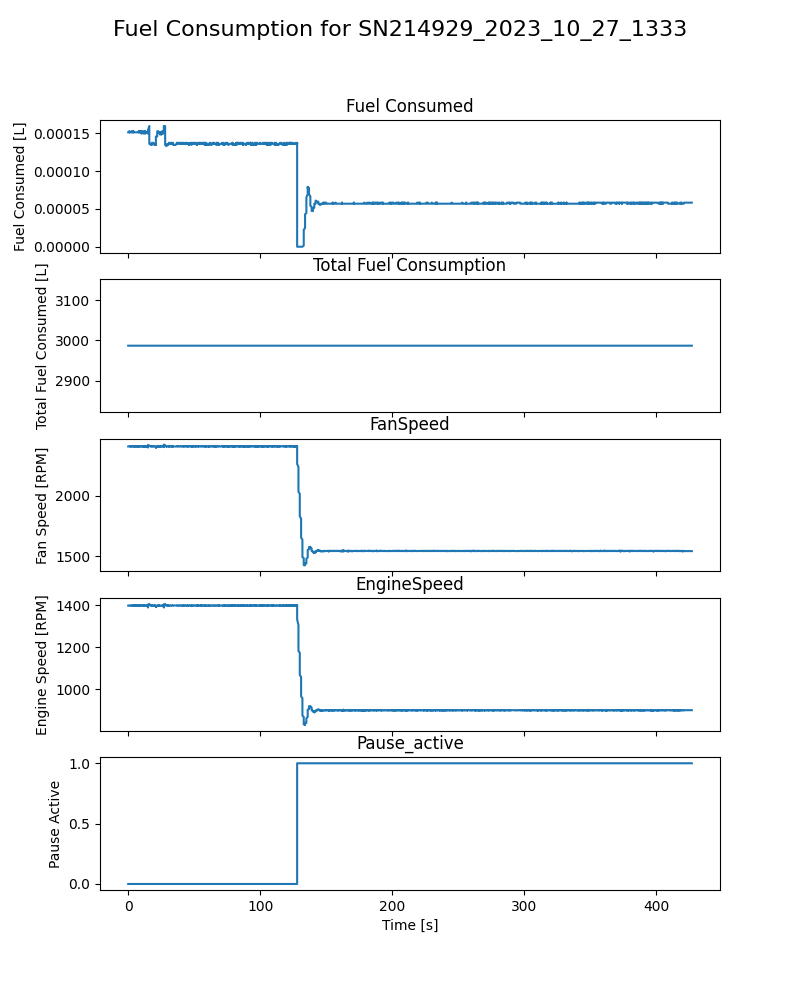 Fuel Consumption for SN214929_2023_10_27_1333
Fuel Consumed
Fuel Consumed [L]
0.00015
0.00010
0.00005
0.00000
Total Fuel Consumption
Total Fuel Consumed [L]
3100
3000
2900
FanSpeed
Fan Speed [RPM]
2000
1500
EngineSpeed
Engine Speed [RPM]
1400
1200
1000
Pause_active
Pause Active
1.0
0.5
0.0
0 100 200 300 400
Time [s]